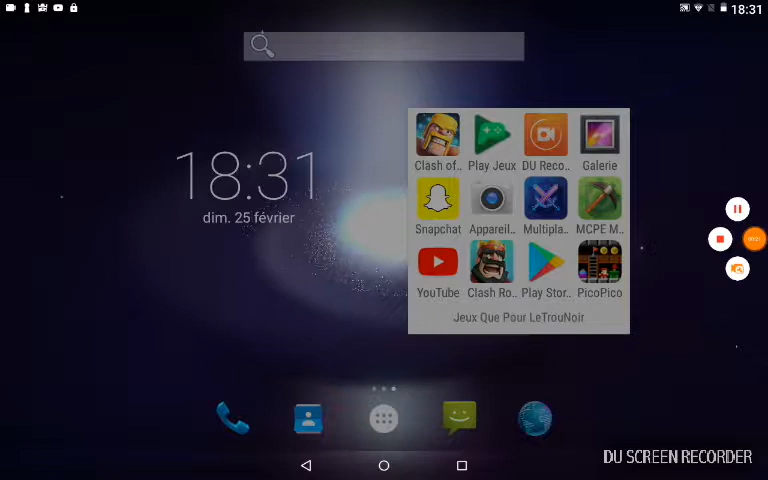 18:31
18:31
dim. 25 février
Clash of..
Play Jeux
DU Reco..
Galerie
Snapchat
Appareil..
Multipla..
MCPE M..
YouTube
Clash Ro..
Play Stor..
PicoPico
Jeux Que Pour LeTrouNoir
DU SCREEN RECORDER